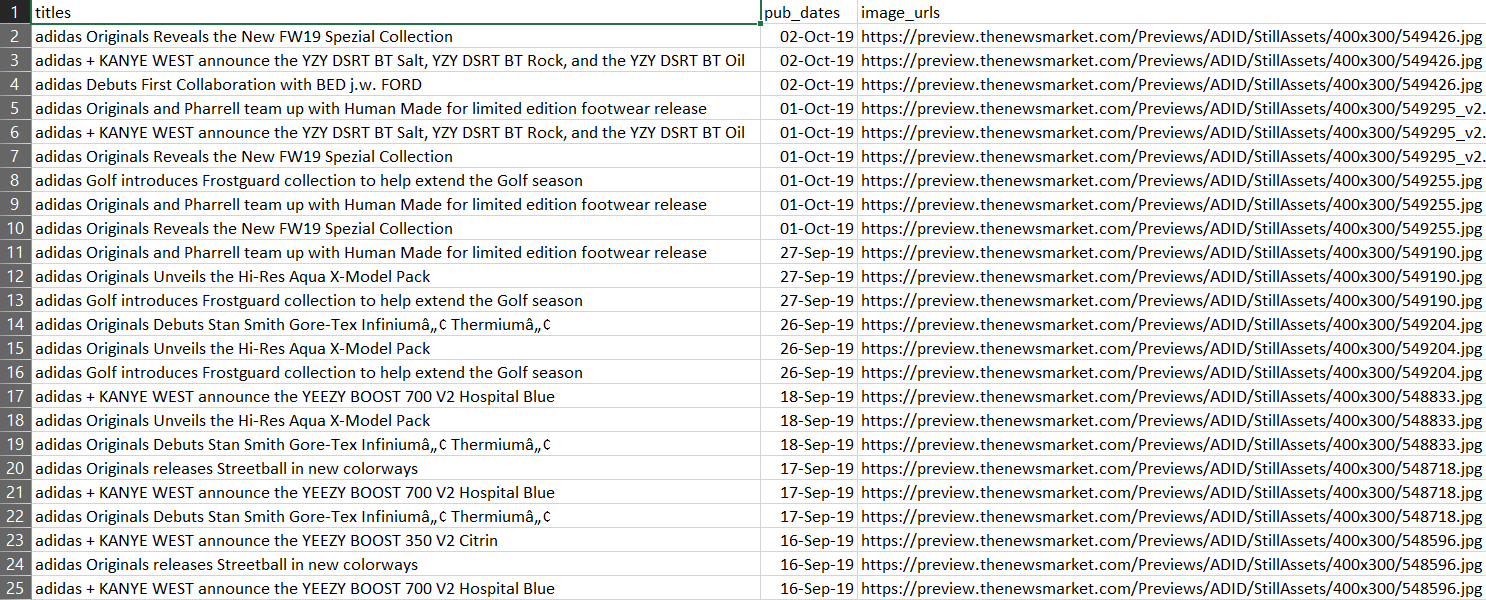 1 titles pub_dates image_urls
2 adidas Originals Reveals the New FW19 Spezial Collection 02-Oct-19 https://preview.thenewsmarket.com/Previews/ADID/StillAssets/400x300/549426.jpg
3 adidas + KANYE WEST announce the YZY DSRT BT Salt, YZY DSRT BT Rock, and the YZY DSRT BT Oil 02-Oct-19 https://preview.thenewsmarket.com/Previews/ADID/StillAssets/400x300/549426.jpg
4 adidas Debuts First Collaboration with BED j.w. FORD 02-Oct-19 https://preview.thenewsmarket.com/Previews/ADID/StillAssets/400x300/549426.jpg
5 adidas Originals and Pharrell team up with Human Made for limited edition footwear release 01-Oct-19 https://preview.thenewsmarket.com/Previews/ADID/StillAssets/400x300/549295_v2.
6 adidas + KANYE WEST announce the YZY DSRT BT Salt, YZY DSRT BT Rock, and the YZY DSRT BT Oil 01-Oct-19 https://preview.thenewsmarket.com/Previews/ADID/StillAssets/400x300/549295_v2.
7 adidas Originals Reveals the New FW19 Spezial Collection 01-Oct-19 https://preview.thenewsmarket.com/Previews/ADID/StillAssets/400x300/549295_v2.
8 adidas Golf introduces Frostguard collection to help extend the Golf season 01-Oct-19 https://preview.thenewsmarket.com/Previews/ADID/StillAssets/400x300/549255.jpg
9 adidas Originals and Pharrell team up with Human Made for limited edition footwear release 01-Oct-19 https://preview.thenewsmarket.com/Previews/ADID/StillAssets/400x300/549255.jpg
10 adidas Originals Reveals the New FW19 Spezial Collection 01-Oct-19 https://preview.thenewsmarket.com/Previews/ADID/StillAssets/400x300/549255.jpg
11 adidas Originals and Pharrell team up with Human Made for limited edition footwear release 27-Sep-19 https://preview.thenewsmarket.com/Previews/ADID/StillAssets/400x300/549190.jpg
12 adidas Originals Unveils the Hi-Res Aqua X-Model Pack 27-Sep-19 https://preview.thenewsmarket.com/Previews/ADID/StillAssets/400x300/549190.jpg
13 adidas Golf introduces Frostguard collection to help extend the Golf season 27-Sep-19 https://preview.thenewsmarket.com/Previews/ADID/StillAssets/400x300/549190.jpg
14 adidas Originals Debuts Stan Smith Gore-Tex Infiniumâ„¢ Thermiumâ„¢ 26-Sep-19 https://preview.thenewsmarket.com/Previews/ADID/StillAssets/400x300/549204.jpg
15 adidas Originals Unveils the Hi-Res Aqua X-Model Pack 26-Sep-19 https://preview.thenewsmarket.com/Previews/ADID/StillAssets/400x300/549204.jpg
16 adidas Golf introduces Frostguard collection to help extend the Golf season 26-Sep-19 https://preview.thenewsmarket.com/Previews/ADID/StillAssets/400x300/549204.jpg
17 adidas + KANYE WEST announce the YEEZY BOOST 700 V2 Hospital Blue 18-Sep-19 https://preview.thenewsmarket.com/Previews/ADID/StillAssets/400x300/548833.jpg
18 adidas Originals Unveils the Hi-Res Aqua X-Model Pack 18-Sep-19 https://preview.thenewsmarket.com/Previews/ADID/StillAssets/400x300/548833.jpg
19 adidas Originals Debuts Stan Smith Gore-Tex Infiniumâ„¢ Thermiumâ„¢ 18-Sep-19 https://preview.thenewsmarket.com/Previews/ADID/StillAssets/400x300/548833.jpg
20 adidas Originals releases Streetball in new colorways 17-Sep-19 https://preview.thenewsmarket.com/Previews/ADID/StillAssets/400x300/548718.jpg
21 adidas + KANYE WEST announce the YEEZY BOOST 700 V2 Hospital Blue 17-Sep-19 https://preview.thenewsmarket.com/Previews/ADID/StillAssets/400x300/548718.jpg
22 adidas Originals Debuts Stan Smith Gore-Tex Infiniumâ„¢ Thermiumâ„¢ 17-Sep-19 https://preview.thenewsmarket.com/Previews/ADID/StillAssets/400x300/548718.jpg
23 adidas + KANYE WEST announce the YEEZY BOOST 350 V2 Citrin 16-Sep-19 https://preview.thenewsmarket.com/Previews/ADID/StillAssets/400x300/548596.jpg
24 adidas Originals releases Streetball in new colorways 16-Sep-19 https://preview.thenewsmarket.com/Previews/ADID/StillAssets/400x300/548596.jpg
25 adidas + KANYE WEST announce the YEEZY BOOST 700 V2 Hospital Blue 16-Sep-19 https://preview.thenewsmarket.com/Previews/ADID/StillAssets/400x300/548596.jpg